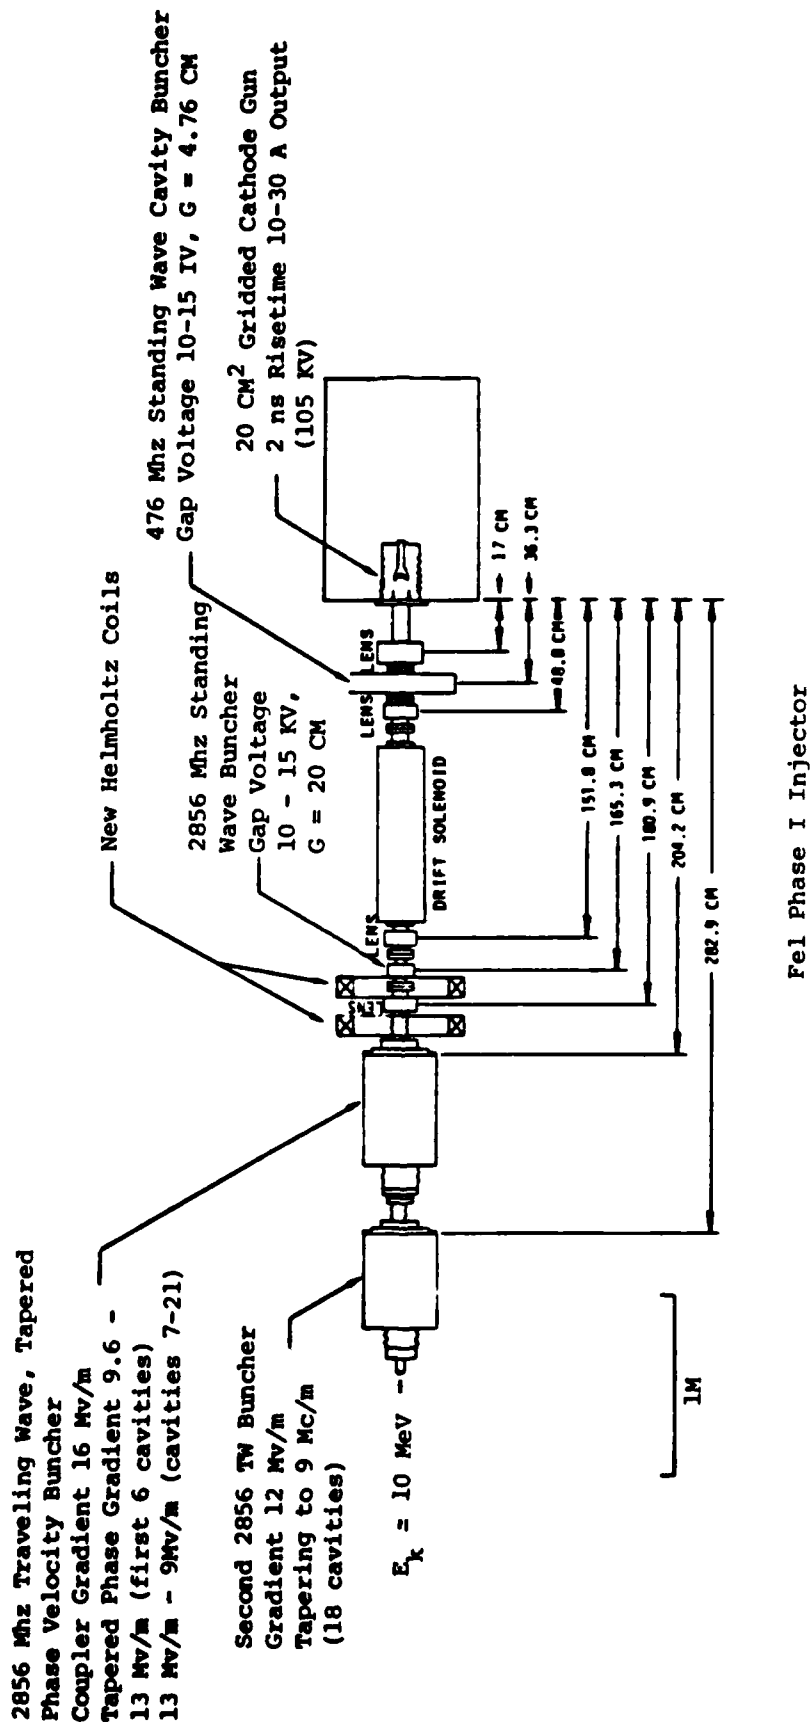 2856 Mhz Traveling Wave, Tapered
Phase Velocity Buncher
Coupler Gradient 16 Mv/m
Tapered Phase Gradient 9.6 -
13 Mv/m (first 6 cavities)
13 Mv/m - 9Mv/m (cavities 7-21)
Second 2856 TW Buncher
Gradient 12 Mv/m
Tapering to 9 Mc/m
(18 cavities)
E_k = 10 MeV
New Helmholtz Coils
2856 Mhz Standing
Wave Buncher
Gap Voltage
10 - 15 KV,
G = 20 CM
476 Mhz Standing Wave Cavity Buncher
Gap Voltage 10-15 IV, G = 4.76 CM
20 CM² Gridded Cathode Gun
2 ns Risetime 10-30 A Output
(105 KV)
LENS
LENS
LENS
LENS
DRIFT SOLENOID
17 CM
36.3 CM
48.8 CM
151.8 CM
165.3 CM
180.9 CM
204.2 CM
282.9 CM
1M
Fel Phase I Injector